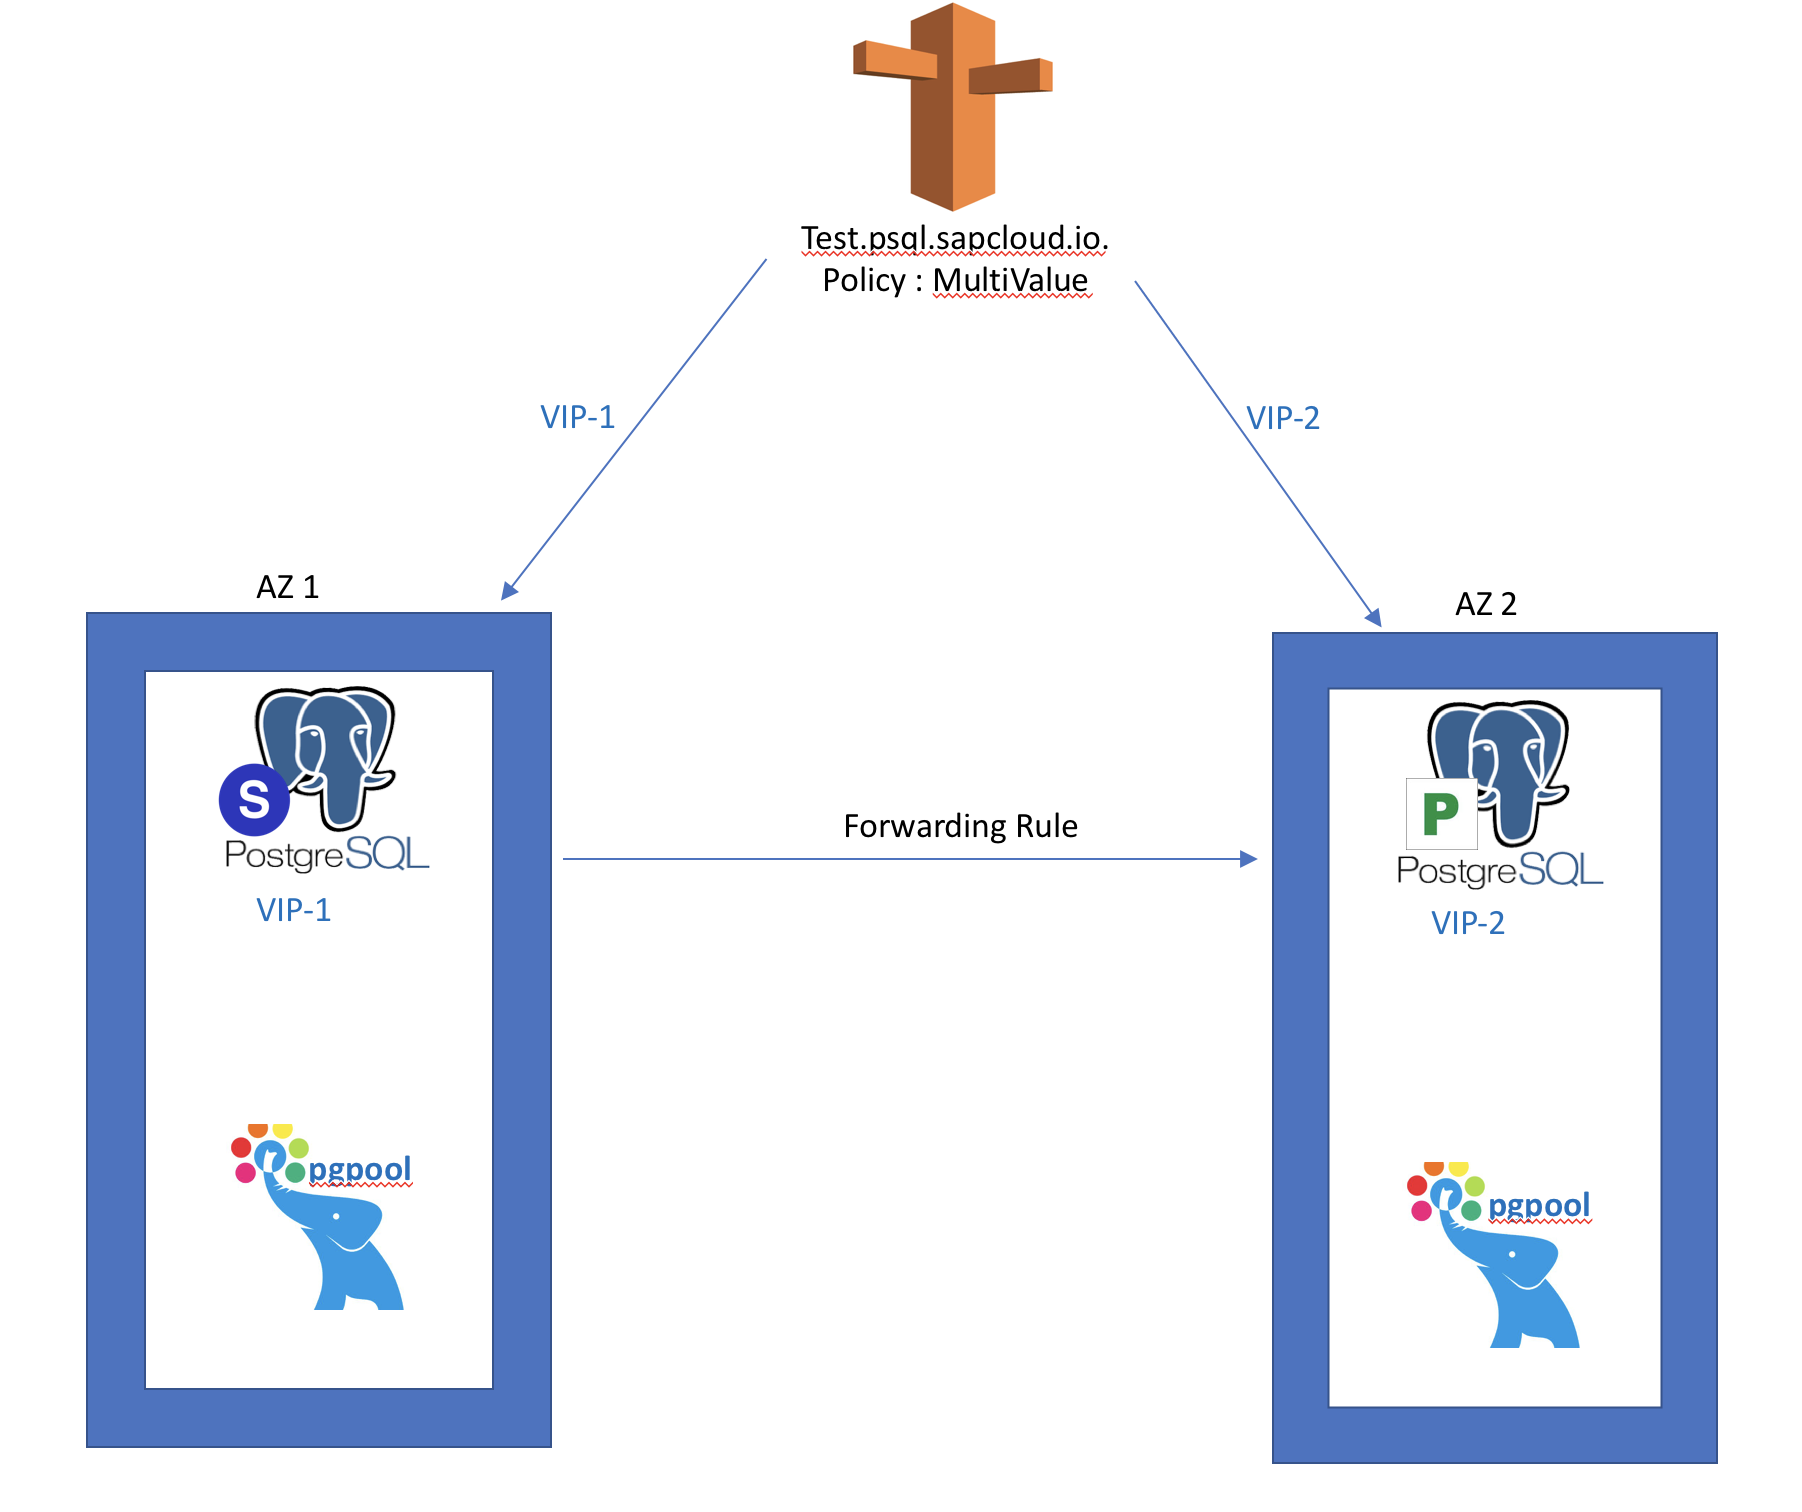 Test.psql.sapcloud.io.
Policy : MultiValue
VIP-1
VIP-2
AZ 1
AZ 2
S
PostgreSQL
VIP-1
Forwarding Rule
P
PostgreSQL
VIP-2
pgpool
pgpool